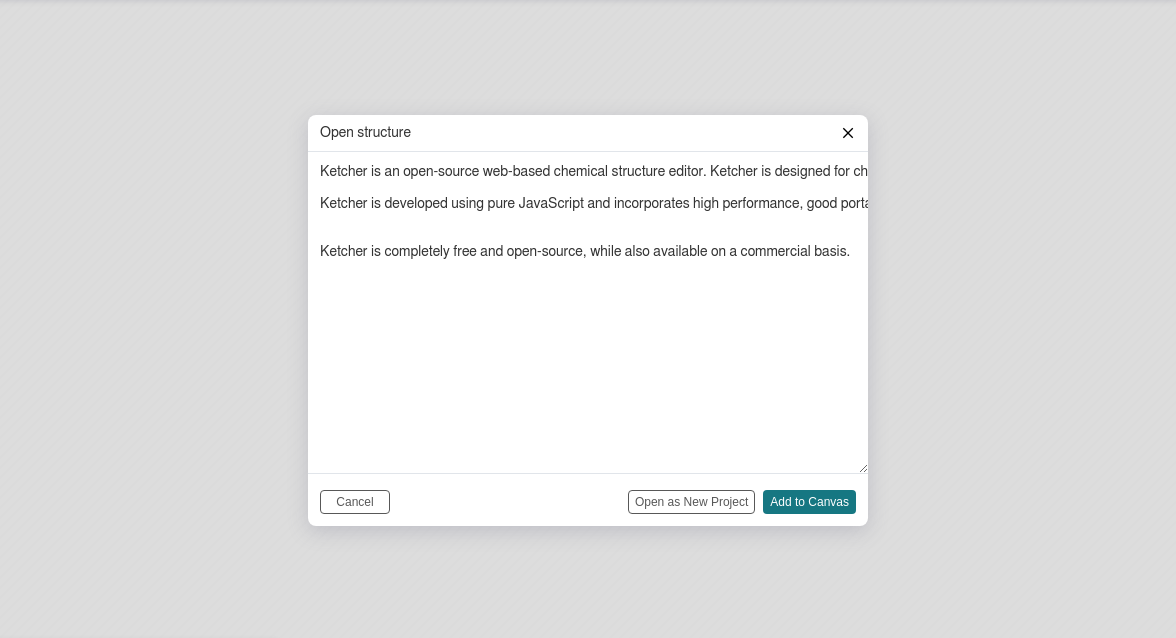 Open structure
Ketcher is an open-source web-based chemical structure editor. Ketcher is designed for ch
Ketcher is developed using pure JavaScript and incorporates high performance, good porta
Ketcher is completely free and open-source, while also available on a commercial basis.
Cancel
Open as New Project
Add to Canvas